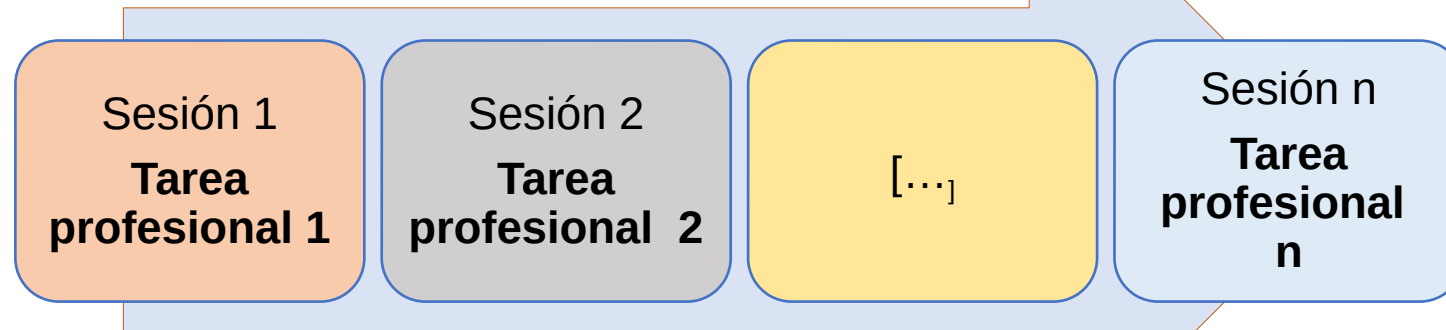 Sesión 1
Tarea
profesional 1
Sesión 2
Tarea
profesional 2
[…]
Sesión n
Tarea
profesional
n